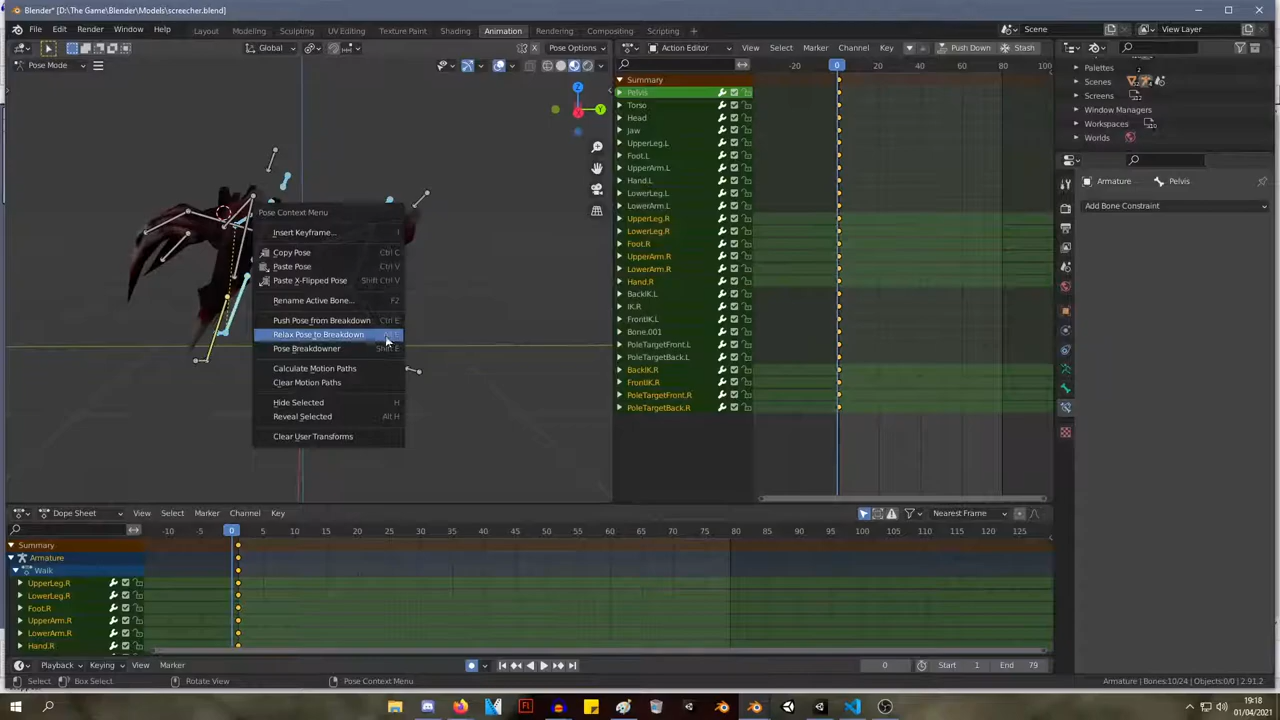 Blender* [D:\The Game\Blender\Models\screecher.blend]
File Edit Render Window Help Layout Modeling Sculpting UV Editing Texture Paint Shading Animation Rendering Compositing Scripting + Scene View Layer
Global Pose Options Action Editor View Select Marker Channel Key Push Down Stash
Pose Mode
-20 0 20 40 60 80 100
Summary
Pelvis
Torso
Head
Jaw
UpperLeg.L
Foot.L
UpperArm.L
Hand.L
LowerLeg.L
LowerArm.L
UpperLeg.R
LowerLeg.R
Foot.R
UpperArm.R
LowerArm.R
Hand.R
BackIK.L
IK.R
FrontIK.L
Bone.001
PoleTargetFront.L
PoleTargetBack.L
BackIK.R
FrontIK.R
PoleTargetFront.R
PoleTargetBack.R
Palettes
Scenes
Screens
Window Managers
Workspaces
Worlds
Armature Pelvis
Add Bone Constraint
Z
Y
Pose Context Menu
Insert Keyframe... I
Copy Pose Ctrl C
Paste Pose Ctrl V
Paste X-Flipped Pose Shift Ctrl V
Rename Active Bone... F2
Push Pose from Breakdown Ctrl E
Relax Pose to Breakdown
Pose Breakdowner Shift E
Calculate Motion Paths
Clear Motion Paths
Hide Selected H
Reveal Selected Alt H
Clear User Transforms
Dope Sheet View Select Marker Channel Key Nearest Frame
-10 -5 0 5 10 15 20 25 30 35 40 45 50 55 60 65 70 75 79 85 90 95 100 105 110 115 120 125
Summary
Armature
Walk
UpperLeg.R
LowerLeg.R
Foot.R
UpperArm.R
LowerArm.R
Hand.R
Playback Keying View Marker 0 Start 1 End 79
Select Box Select Rotate View Pose Context Menu Armature | Bones:10/24 | Objects:0/0 | 2.91.2
19:18
01/04/2021